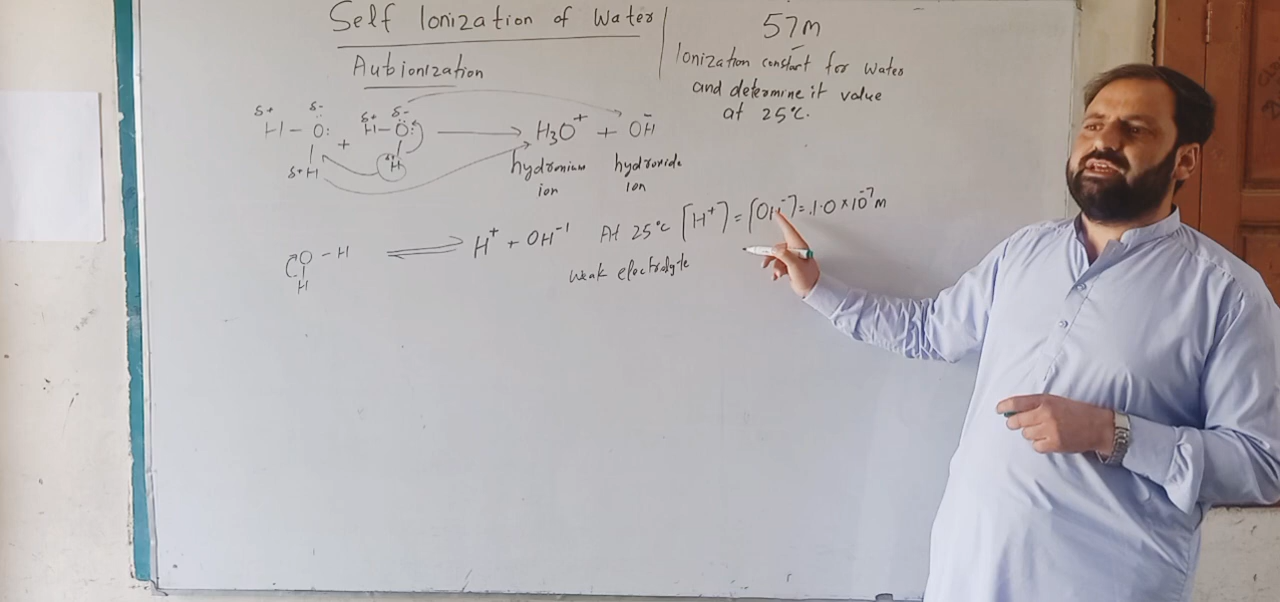 Self Ionization of Water
Autoionization
57m
Ionization constant for water
and determine it value
at 25°C.
δ+ δ- δ+ δ-
H-O: + H-O: → H₃O⁺ + OH⁻
δ+H H
hydronium hydroxide
ion ion
O-H ⇌ H⁺ + OH⁻¹ At 25°C [H⁺] = [OH⁻] = 1.0 × 10⁻⁷ m
H
weak electrolyte